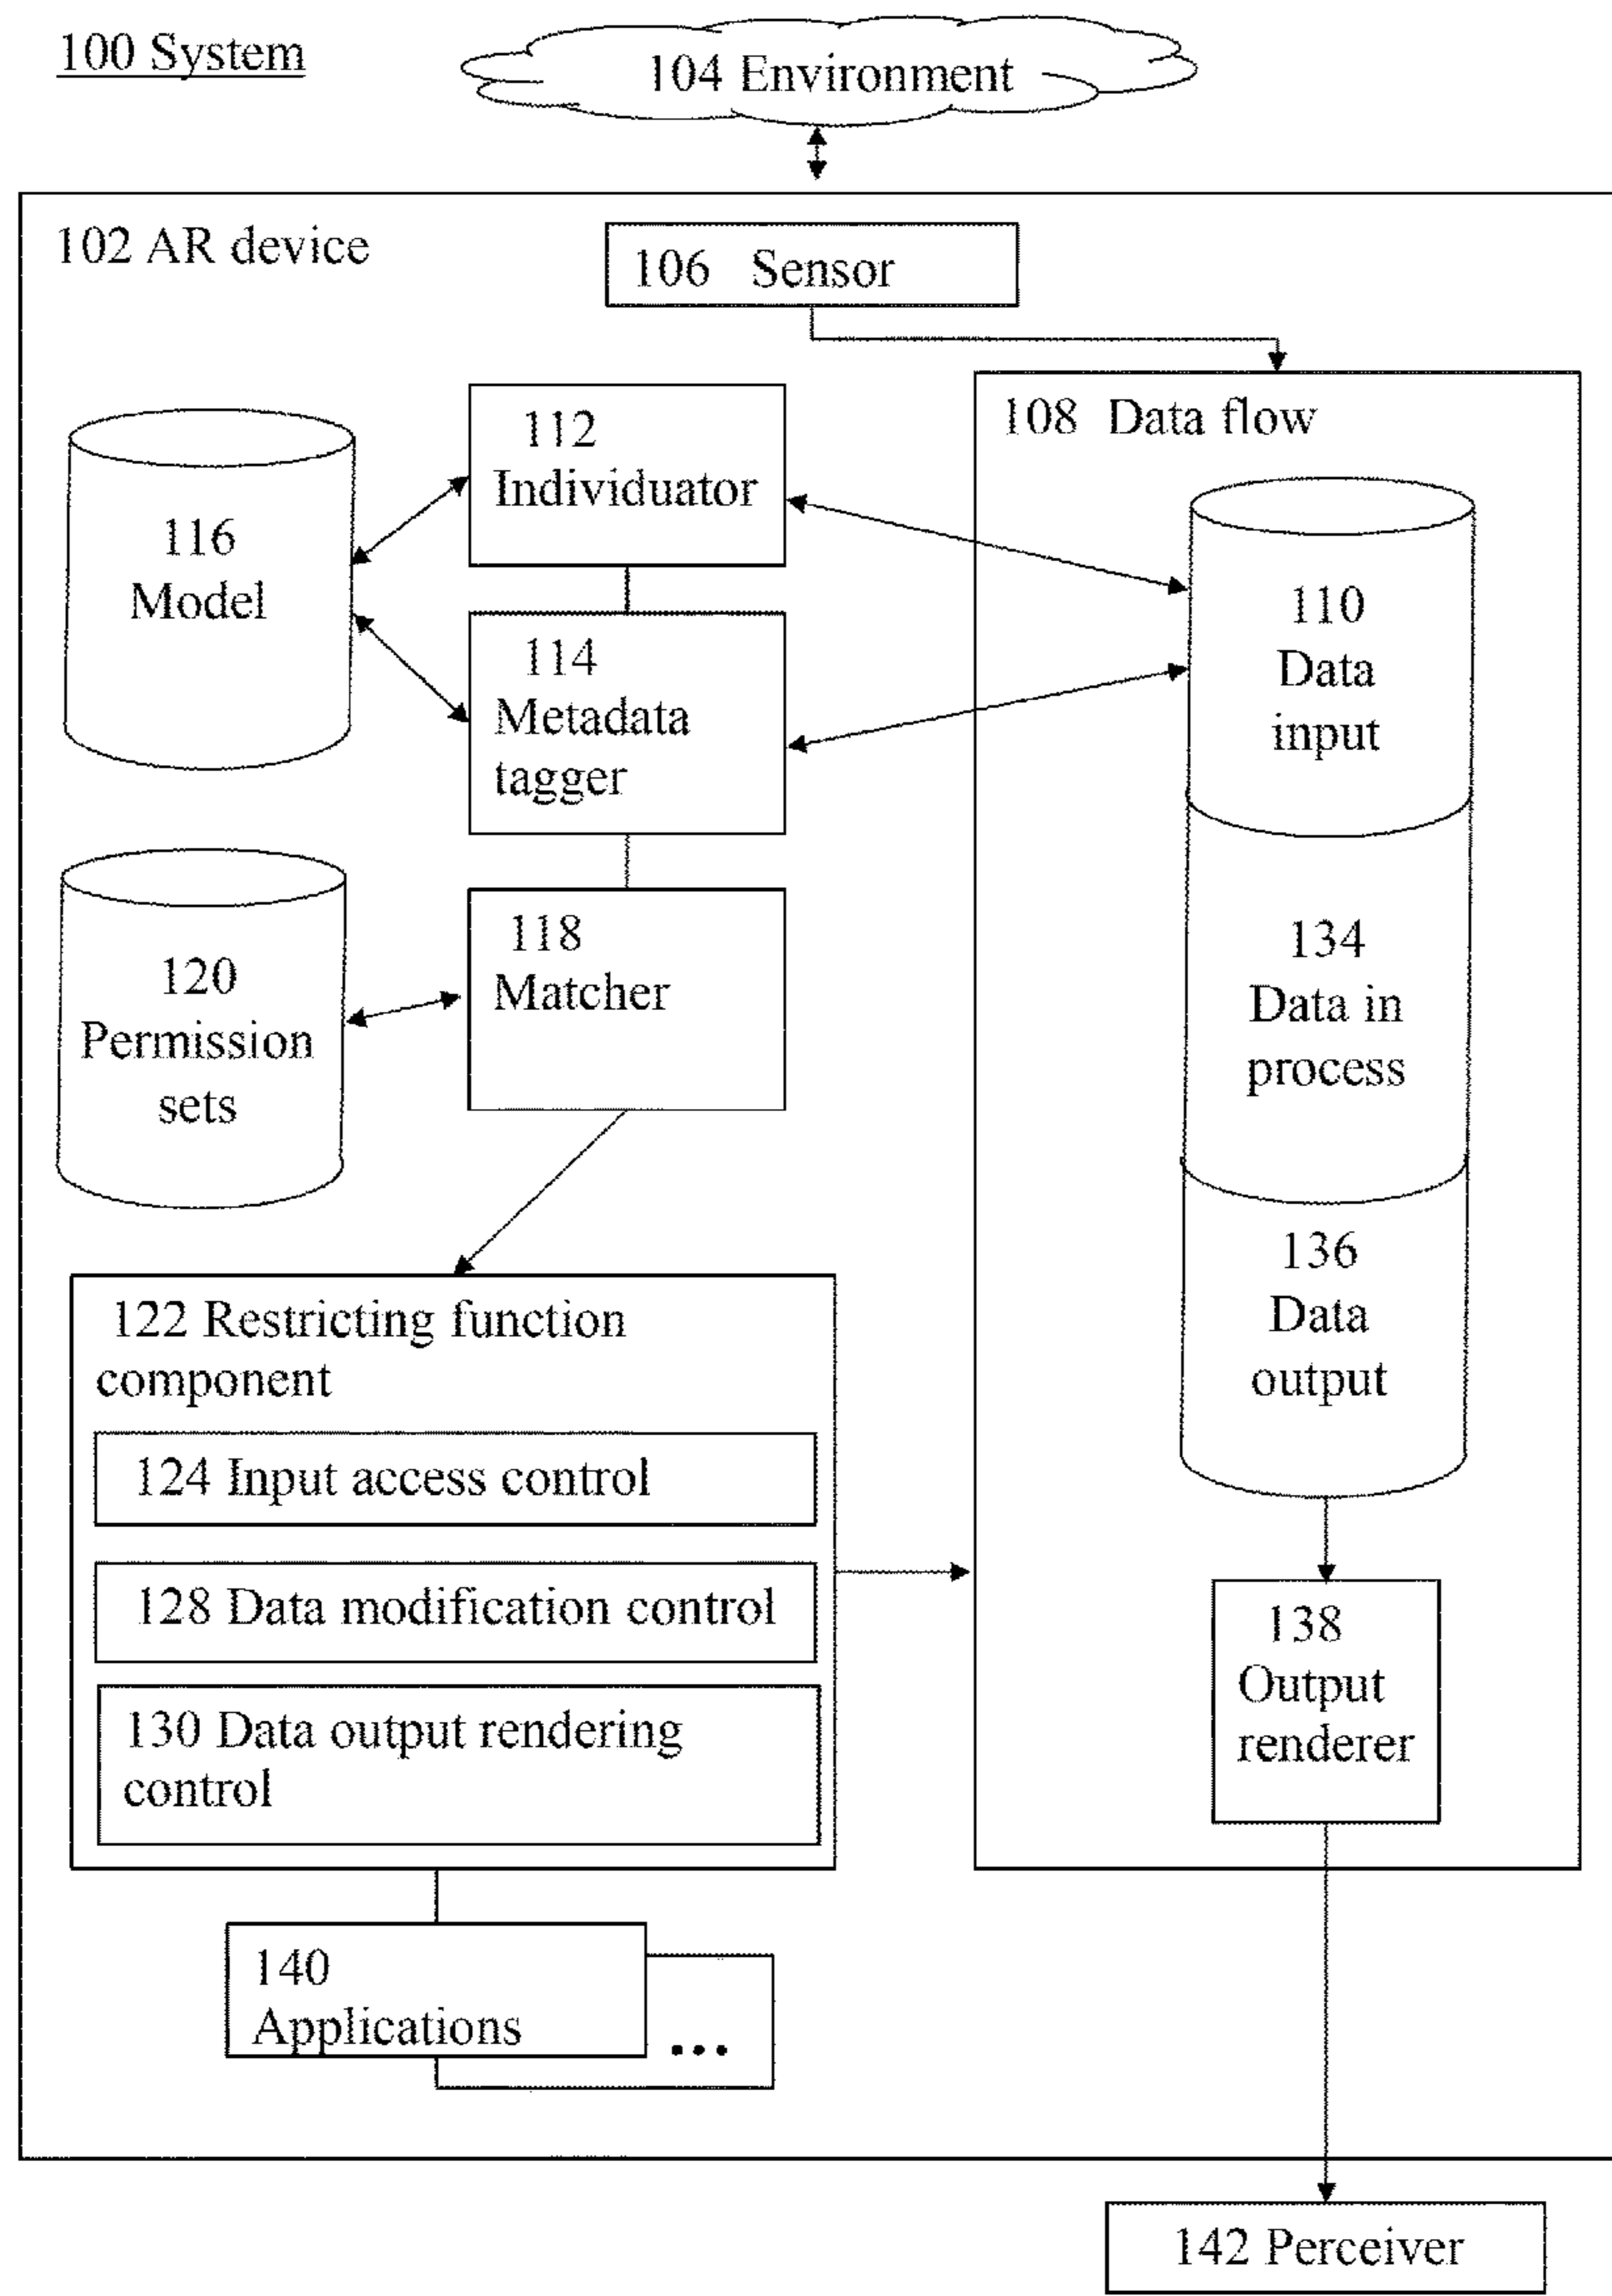 100 System
104 Environment
102 AR device
106 Sensor
108 Data flow
112
Individuator
116
Model
110
Data
input
114
Metadata
tagger
118
Matcher
120
Permission
sets
134
Data in
process
136
Data
output
122 Restricting function
component
124 Input access control
128 Data modification control
130 Data output rendering
control
138
Output
renderer
140
Applications
...
142 Perceiver